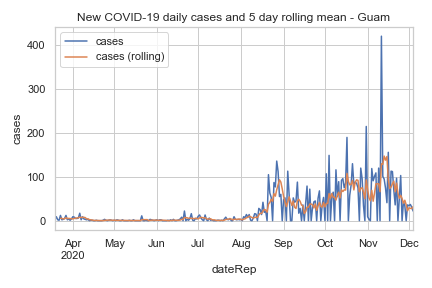 New COVID-19 daily cases and 5 day rolling mean - Guam
cases
cases (rolling)
400
300
200
100
0
cases
Apr May Jun Jul Aug Sep Oct Nov Dec
2020
dateRep